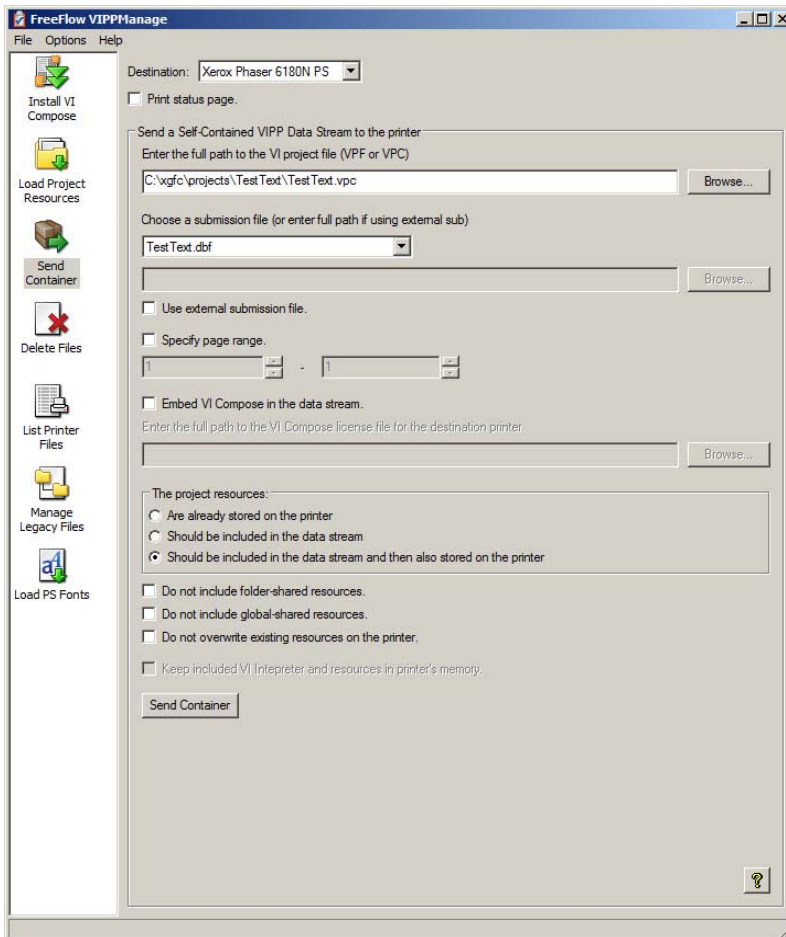 FreeFlow VIPPManage
File Options Help
Install VI
Compose
Load Project
Resources
Send
Container
Delete Files
List Printer
Files
Manage
Legacy Files
Load PS Fonts
Destination: Xerox Phaser 6180N PS
Print status page.
Send a Self-Contained VIPP Data Stream to the printer
Enter the full path to the VI project file (VPF or VPC)
C:\xgfc\projects\TestText\TestText.vpc Browse...
Choose a submission file (or enter full path if using external sub)
TestText.dbf
Browse...
Use external submission file.
Specify page range.
1 - 1
Embed VI Compose in the data stream.
Enter the full path to the VI Compose license file for the destination printer.
Browse...
The project resources:
Are already stored on the printer
Should be included in the data stream
Should be included in the data stream and then also stored on the printer
Do not include folder-shared resources.
Do not include global-shared resources.
Do not overwrite existing resources on the printer.
Keep included VI Intepreter and resources in printer's memory.
Send Container
?